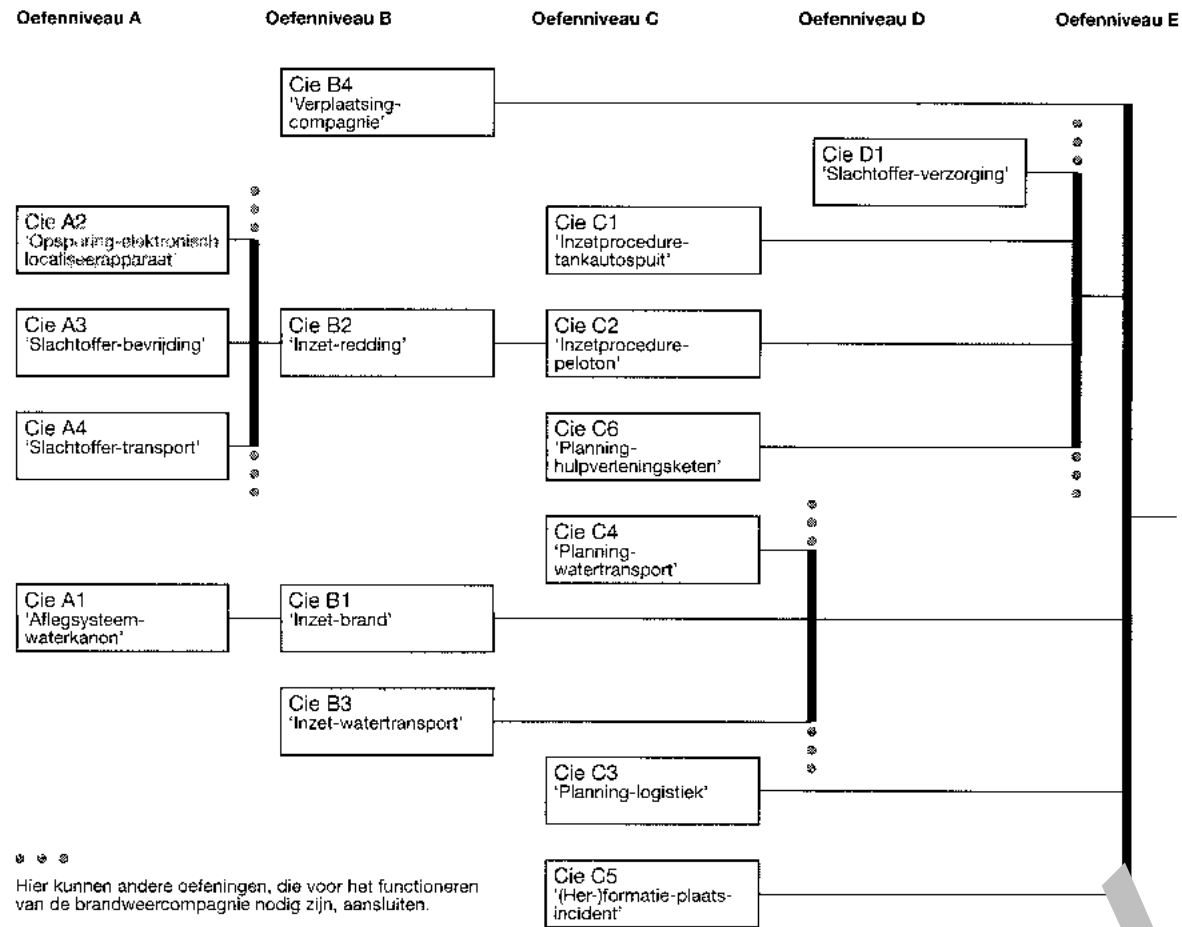 Oefenniveau A
Oefenniveau B
Oefenniveau C
Oefenniveau D
Oefenniveau E
Cie B4
'Verplaatsing-
compagnie'
Cie D1
'Slachtoffer-verzorging'
Cie A2
'Opsporing-elektronisch
localiseerapparaat'
Cie C1
'Inzetprocedure-
tankautospuit'
Cie A3
'Slachtoffer-bevrijding'
Cie B2
'Inzet-redding'
Cie C2
'Inzetprocedure-
peloton'
Cie A4
'Slachtoffer-transport'
Cie C6
'Planning-
hulpverleningsketen'
Cie C4
'Planning-
watertransport'
Cie A1
'Aflegsysteem-
waterkanon'
Cie B1
'Inzet-brand'
Cie B3
'Inzet-watertransport'
Cie C3
'Planning-logistiek'
Cie C5
'(Her-)formatie-plaats-
incident'
Hier kunnen andere oefeningen, die voor het functioneren
van de brandweercompagnie nodig zijn, aansluiten.